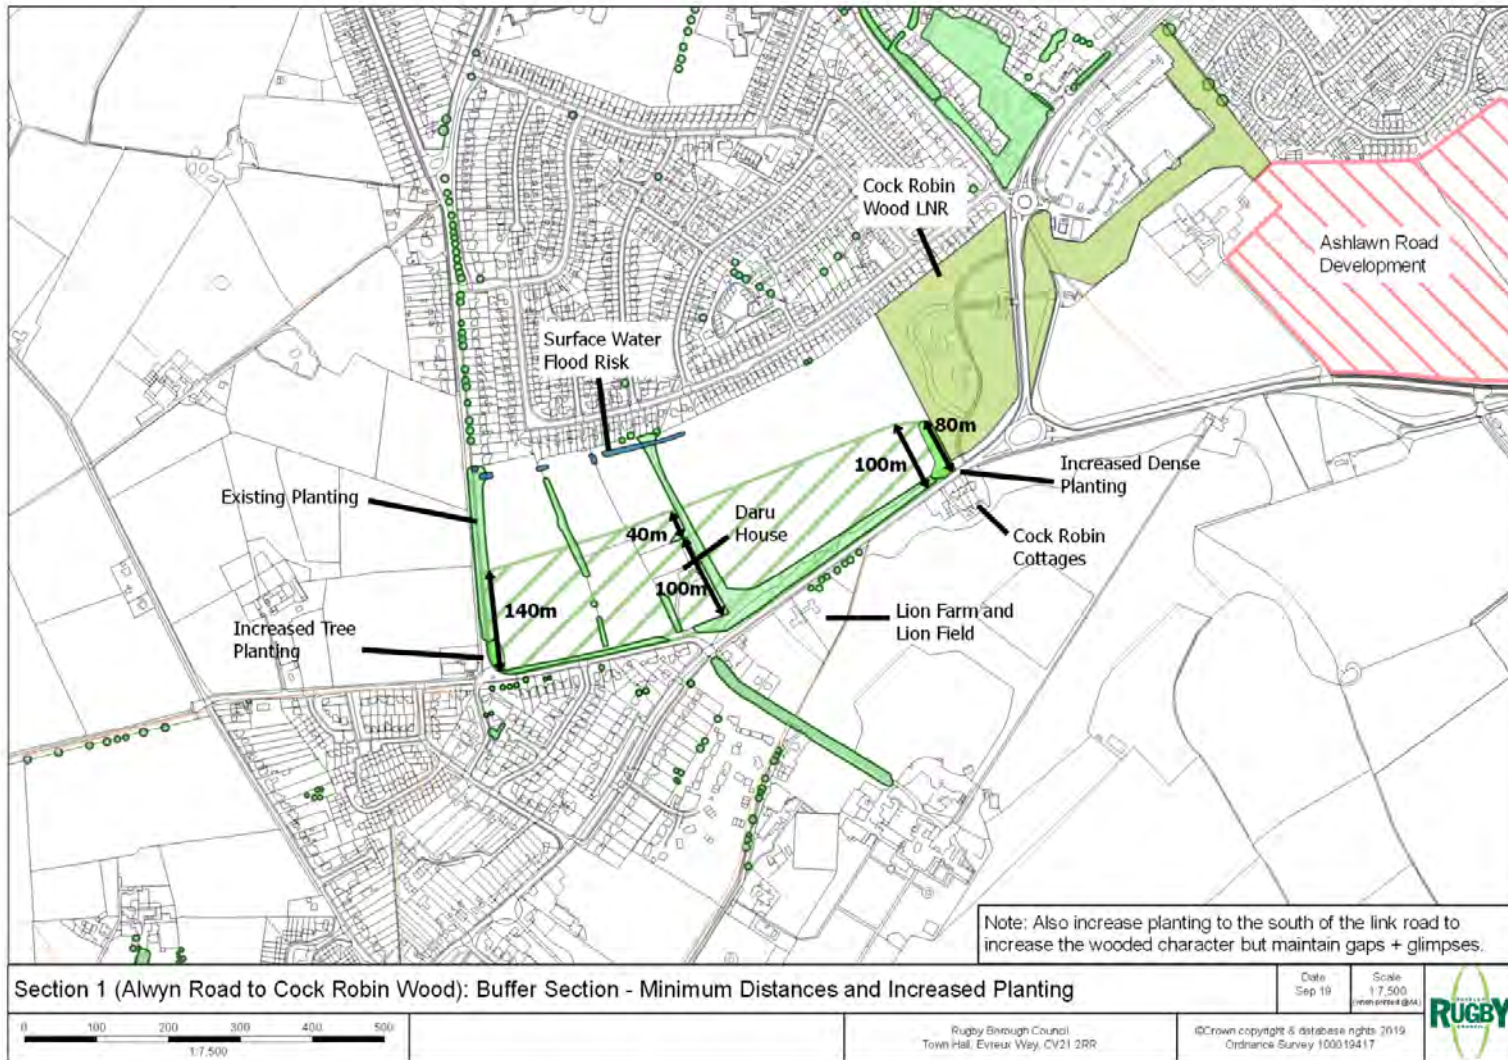 Cock Robin
Wood LNR
Ashlawn Road
Development
Surface Water
Flood Risk
80m
100m
Increased Dense
Planting
Existing Planting
Daru
House
40m
Cock Robin
Cottages
100m
140m
Lion Farm and
Lion Field
Increased Tree
Planting
Note: Also increase planting to the south of the link road to
increase the wooded character but maintain gaps + glimpses.
Section 1 (Alwyn Road to Cock Robin Wood): Buffer Section - Minimum Distances and Increased Planting
Date
Sep 19
Scale
1:7,500
(when printed @A4)
0 100 200 300 400 500
1:7,500
Rugby Borough Council
Town Hall, Evreux Way, CV21 2RR
©Crown copyright & database rights 2019
Ordnance Survey 100019417
RUGBY